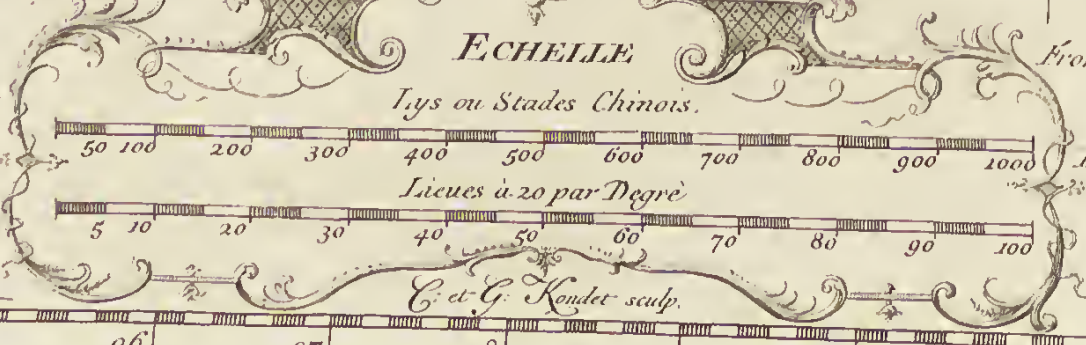 ECHELLE
Lys ou Stades Chinois.
50 100 200 300 400 500 600 700 800 900 1000
Lieues à 20 par Degré
5 10 20 30 40 50 60 70 80 90 100
C: et G: Kondet sculp.